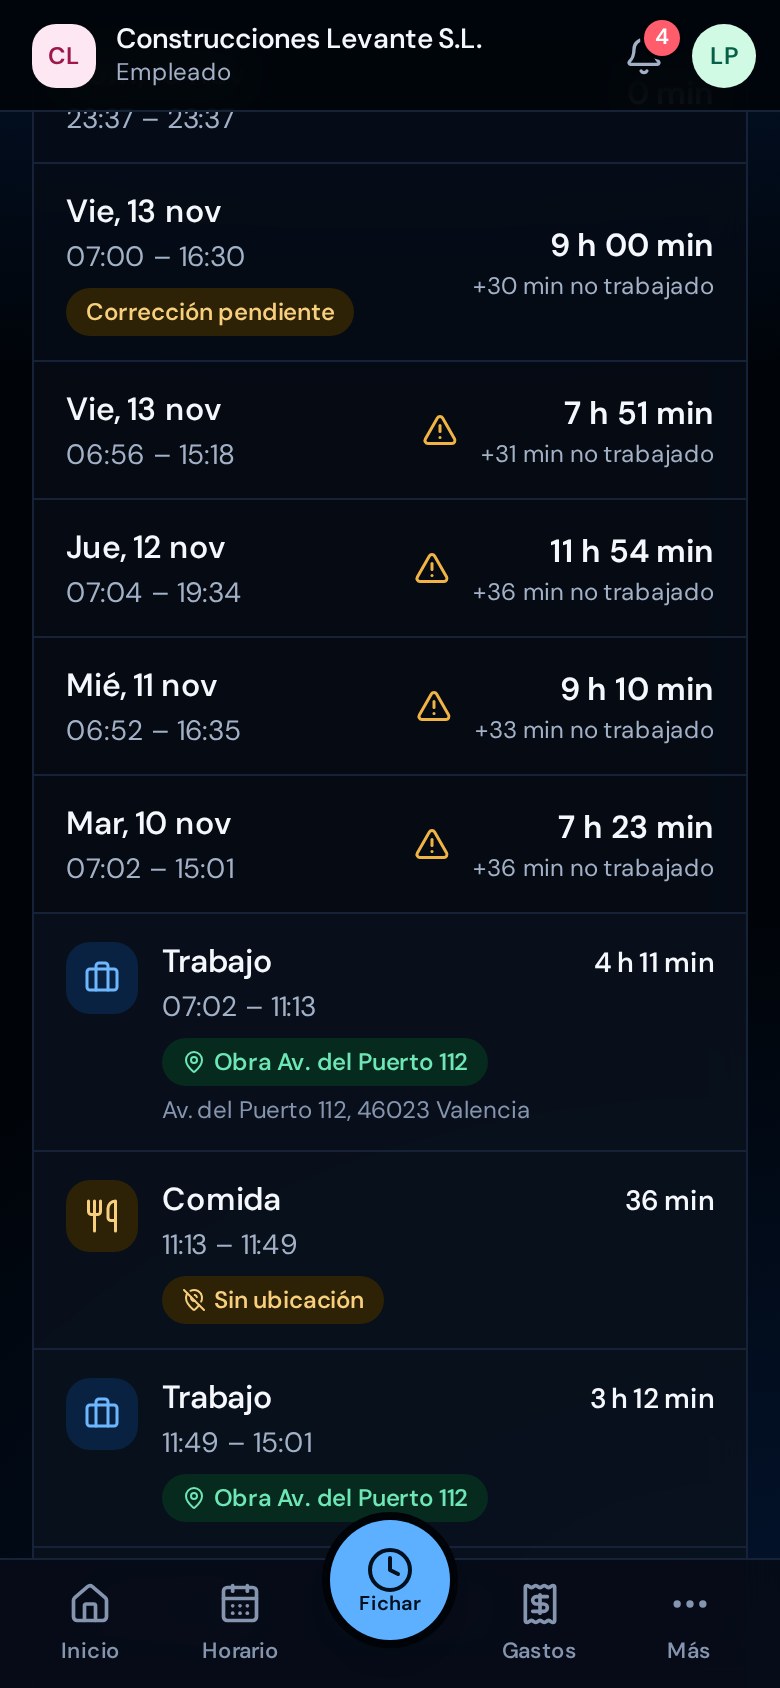 CL
Construcciones Levante S.L.
Empleado
4
LP
0 min
23:37 – 23:37
Vie, 13 nov
07:00 – 16:30
Corrección pendiente
9 h 00 min
+30 min no trabajado
Vie, 13 nov
06:56 – 15:18
7 h 51 min
+31 min no trabajado
Jue, 12 nov
07:04 – 19:34
11 h 54 min
+36 min no trabajado
Mié, 11 nov
06:52 – 16:35
9 h 10 min
+33 min no trabajado
Mar, 10 nov
07:02 – 15:01
7 h 23 min
+36 min no trabajado
Trabajo
4 h 11 min
07:02 – 11:13
Obra Av. del Puerto 112
Av. del Puerto 112, 46023 Valencia
Comida
36 min
11:13 – 11:49
Sin ubicación
Trabajo
3 h 12 min
11:49 – 15:01
Obra Av. del Puerto 112
Inicio
Horario
Fichar
Gastos
Más